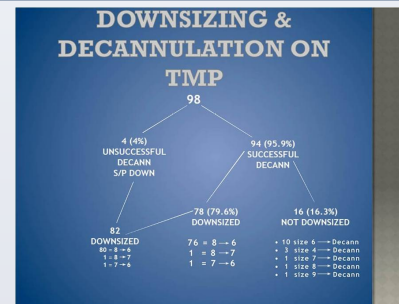 DOWNSIZING &
DECANNULATION ON
TMP
98
4 (4%)
UNSUCCESSFUL
DECANN
S/P DOWN
94 (95.9%)
SUCCESSFUL
DECANN
82
DOWNSIZED
80 = 8 → 6
1 = 8 → 7
1 = 7 → 6
78 (79.6%)
DOWNSIZED
76 = 8 → 6
1 = 8 → 7
1 = 7 → 6
16 (16.3%)
NOT DOWNSIZED
• 10 size 6 → Decann
• 3 size 4 → Decann
• 1 size 7 → Decann
• 1 size 8 → Decann
• 1 size 9 → Decann